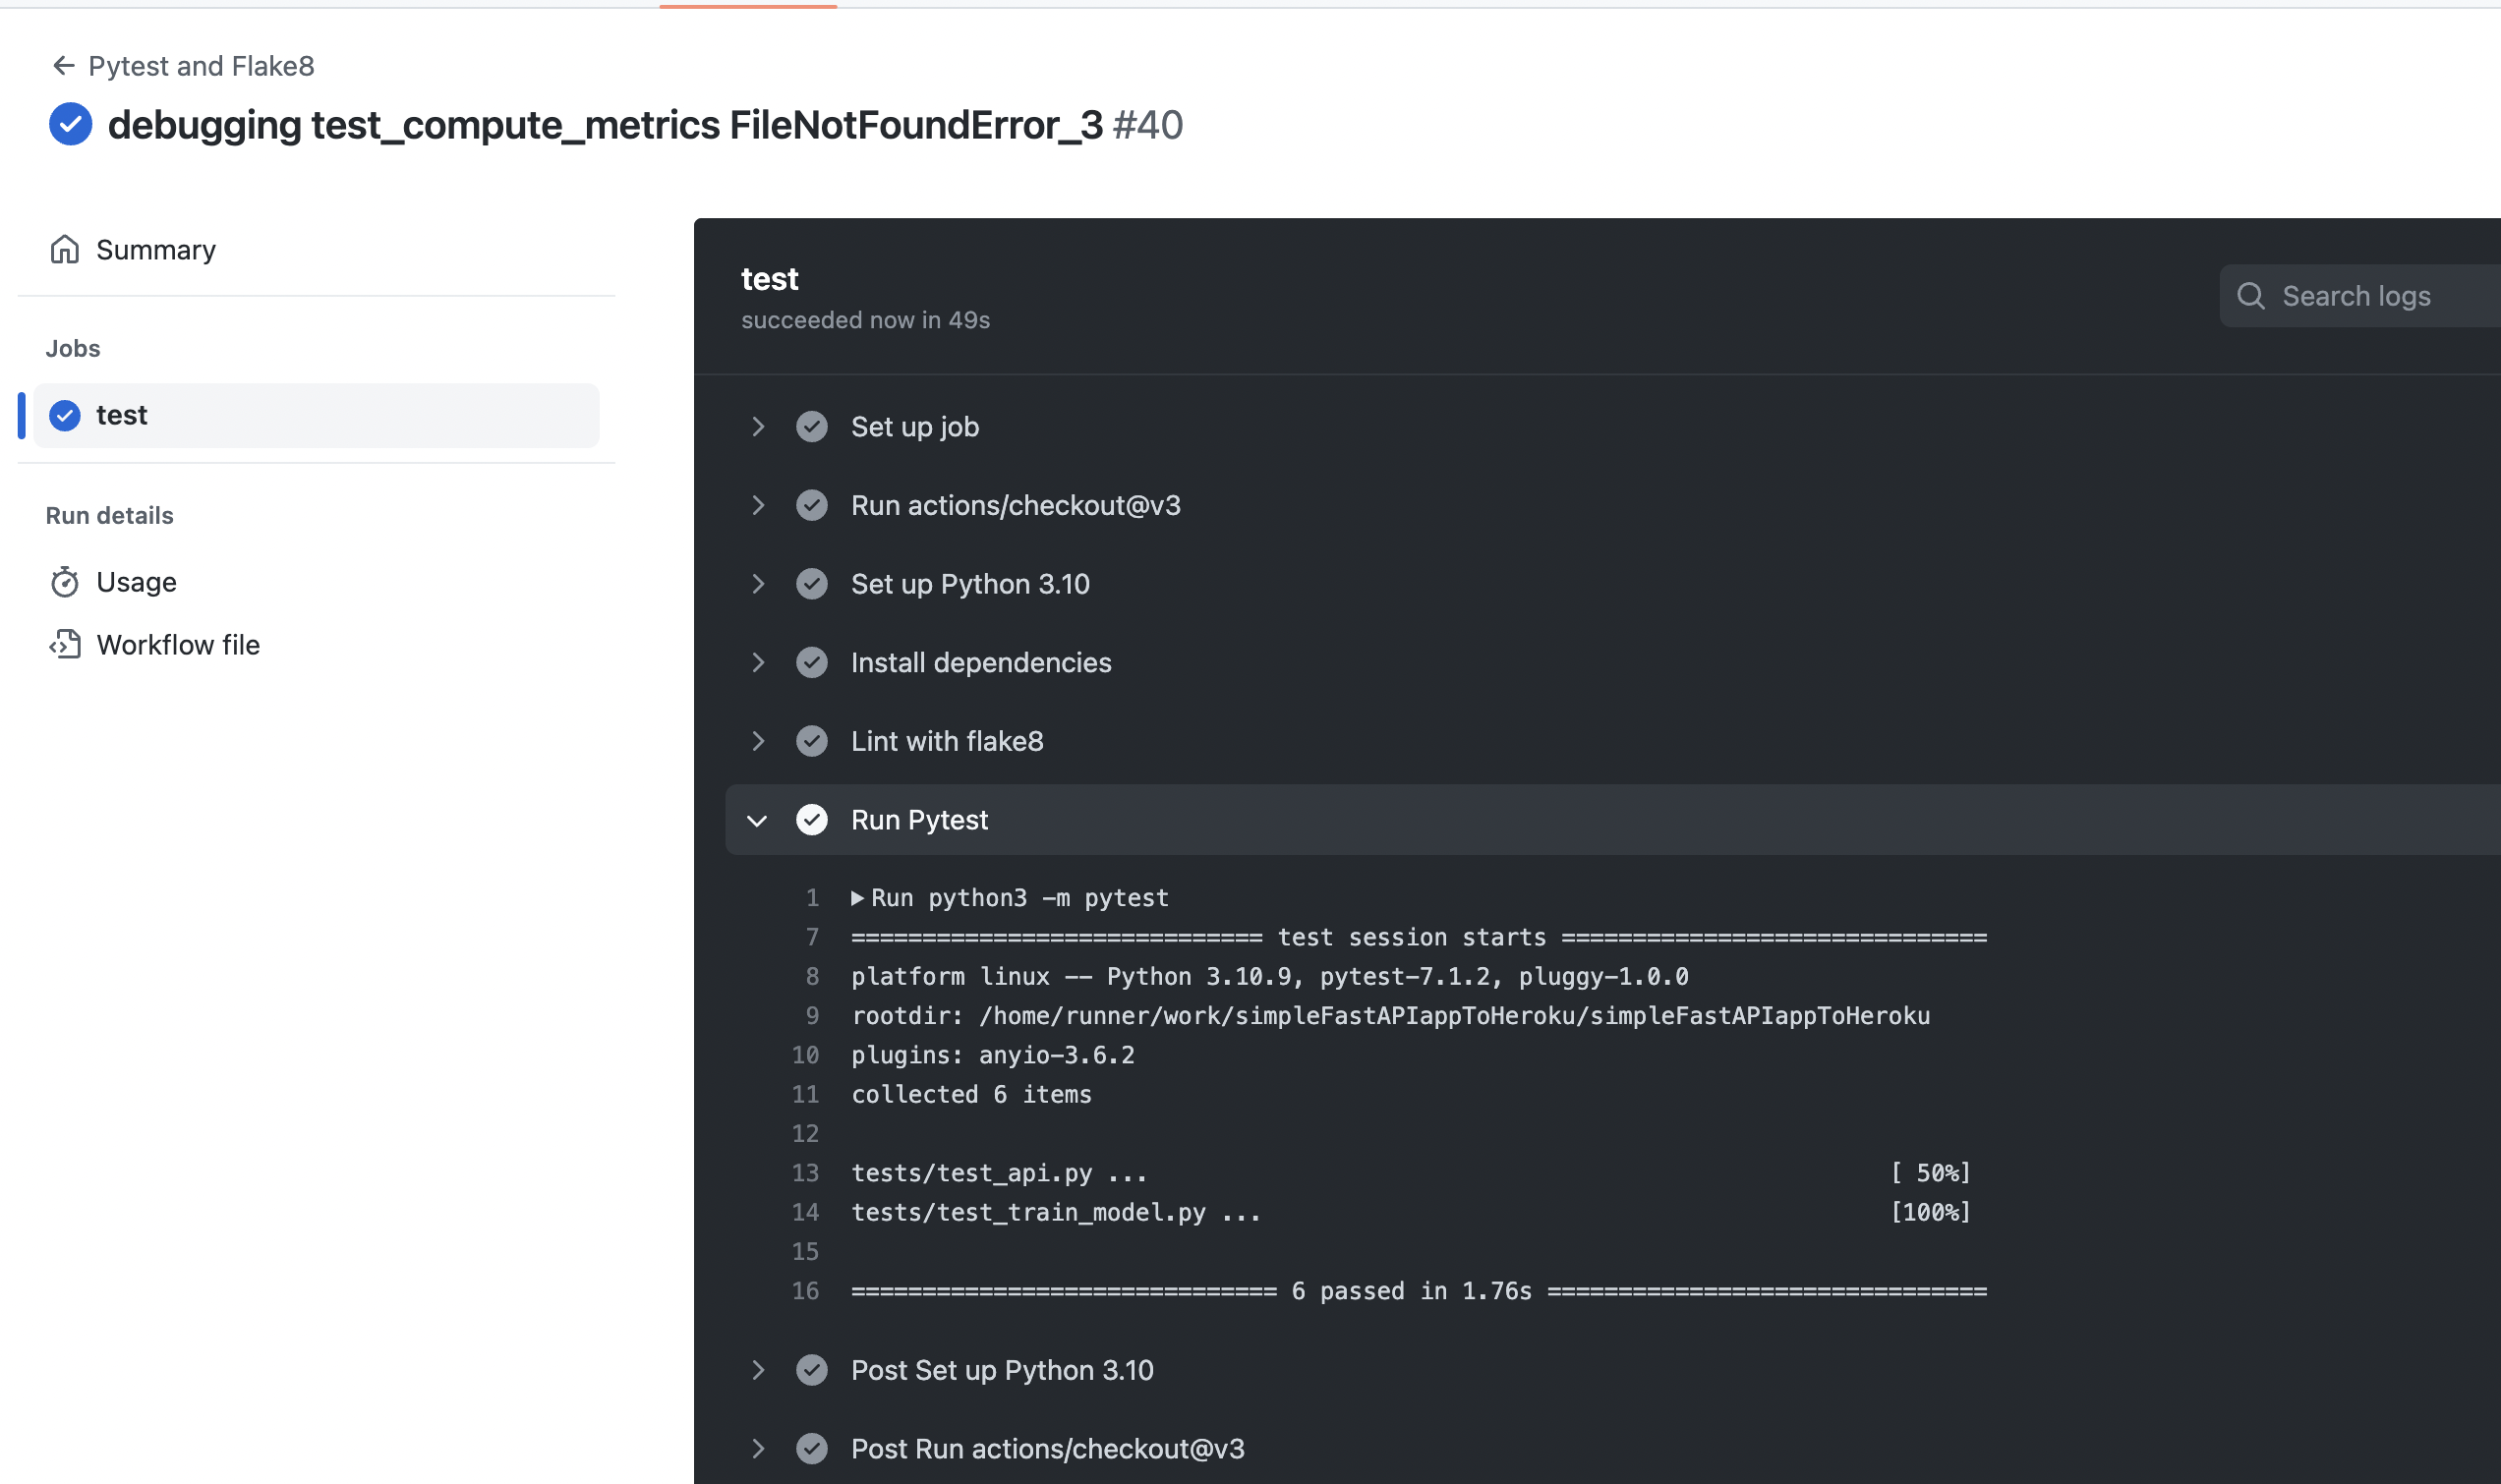 Pytest and Flake8
debugging test_compute_metrics FileNotFoundError_3 #40
Summary
Jobs
test
Run details
Usage
Workflow file
test
succeeded now in 49s
Search logs
Set up job
Run actions/checkout@v3
Set up Python 3.10
Install dependencies
Lint with flake8
Run Pytest
1 Run python3 -m pytest
7 ============================= test session starts ==============================
8 platform linux -- Python 3.10.9, pytest-7.1.2, pluggy-1.0.0
9 rootdir: /home/runner/work/simpleFastAPIappToHeroku/simpleFastAPIappToHeroku
10 plugins: anyio-3.6.2
11 collected 6 items
12
13 tests/test_api.py ... [ 50%]
14 tests/test_train_model.py ... [100%]
15
16 ============================== 6 passed in 1.76s ===============================
Post Set up Python 3.10
Post Run actions/checkout@v3